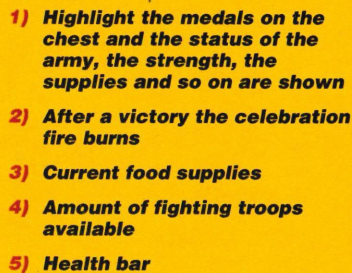 1) Highlight the medals on the
chest and the status of the
army, the strength, the
supplies and so on are shown
2) After a victory the celebration
fire burns
3) Current food supplies
4) Amount of fighting troops
available
5) Health bar